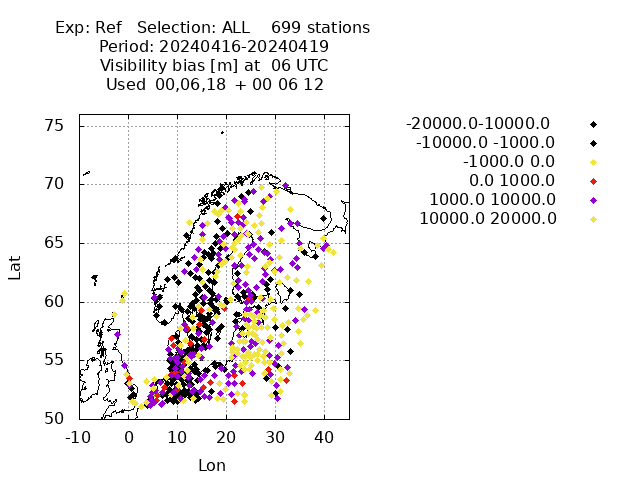 Exp: Ref   Selection: ALL    699 stations
Period: 20240416-20240419
Visibility bias [m] at  06 UTC
Used  00,06,18  + 00 06 12
-20000.0-10000.0
-10000.0 -1000.0
-1000.0 0.0
0.0 1000.0
1000.0 10000.0
10000.0 20000.0
75
70
65
60
55
50
Lat
-10 0 10 20 30 40
Lon